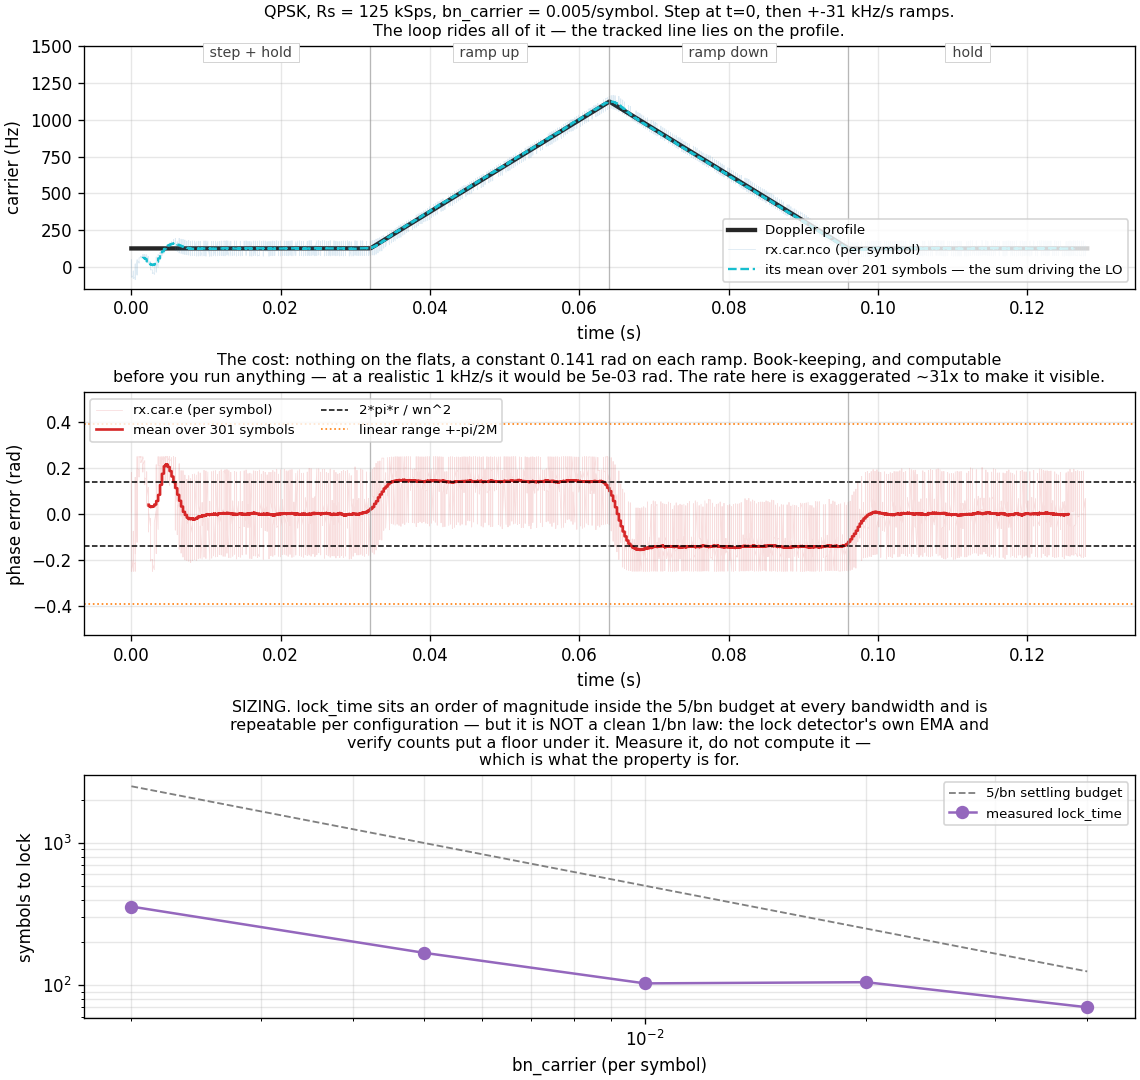 QPSK, Rs = 125 kSps, bn_carrier = 0.005/symbol. Step at t=0, then +-31 kHz/s ramps.
The loop rides all of it — the tracked line lies on the profile.
step + hold
ramp up
ramp down
hold
1500
1250
1000
750
500
250
0
carrier (Hz)
Doppler profile
rx.car.nco (per symbol)
its mean over 201 symbols — the sum driving the LO
0.00
0.02
0.04
0.06
0.08
0.10
0.12
time (s)
The cost: nothing on the flats, a constant 0.141 rad on each ramp. Book-keeping, and computable
before you run anything — at a realistic 1 kHz/s it would be 5e-03 rad. The rate here is exaggerated ~31x to make it visible.
rx.car.e (per symbol)
mean over 301 symbols
2*pi*r / wn^2
linear range +-pi/2M
0.4
0.2
0.0
−0.2
−0.4
phase error (rad)
0.00
0.02
0.04
0.06
0.08
0.10
0.12
time (s)
SIZING. lock_time sits an order of magnitude inside the 5/bn budget at every bandwidth and is
repeatable per configuration — but it is NOT a clean 1/bn law: the lock detector's own EMA and
verify counts put a floor under it. Measure it, do not compute it —
which is what the property is for.
5/bn settling budget
measured lock_time
10^3
10^2
symbols to lock
10^−2
bn_carrier (per symbol)